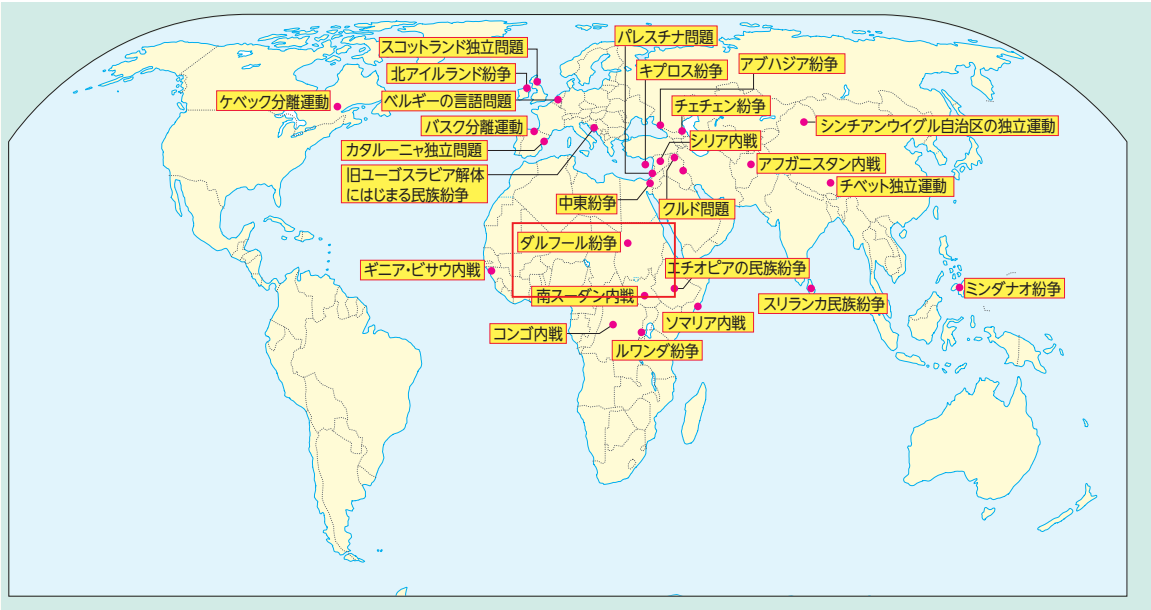 スコットランド独立問題
パレスチナ問題
北アイルランド紛争
キプロス紛争
アブハジア紛争
ケベック分離運動
ベルギーの言語問題
チェチェン紛争
シンチアンウイグル自治区の独立運動
バスク分離運動
シリア内戦
カタルーニャ独立問題
アフガニスタン内戦
旧ユーゴスラビア解体
にはじまる民族紛争
チベット独立運動
中東紛争
クルド問題
ダルフール紛争
ギニア・ビサウ内戦
エチオピアの民族紛争
南スーダン内戦
スリランカ民族紛争
ミンダナオ紛争
コンゴ内戦
ソマリア内戦
ルワンダ紛争